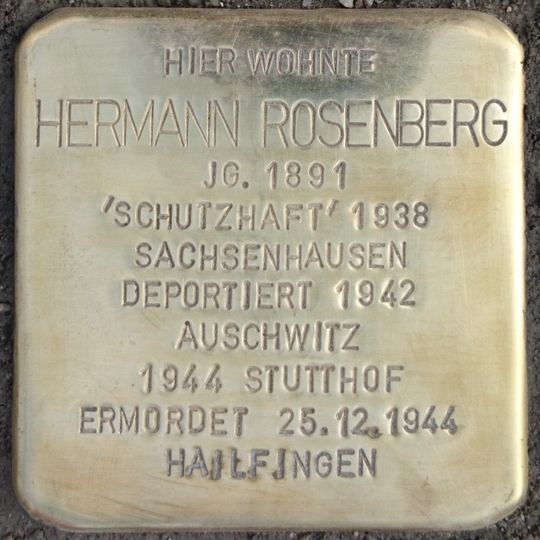 HIER WOHNTE
HERMANN ROSENBERG
JG. 1891
'SCHUTZHAFT' 1938
SACHSENHAUSEN
DEPORTIERT 1942
AUSCHWITZ
1944 STUTTHOF
ERMORDET 25.12.1944
HAILFINGEN